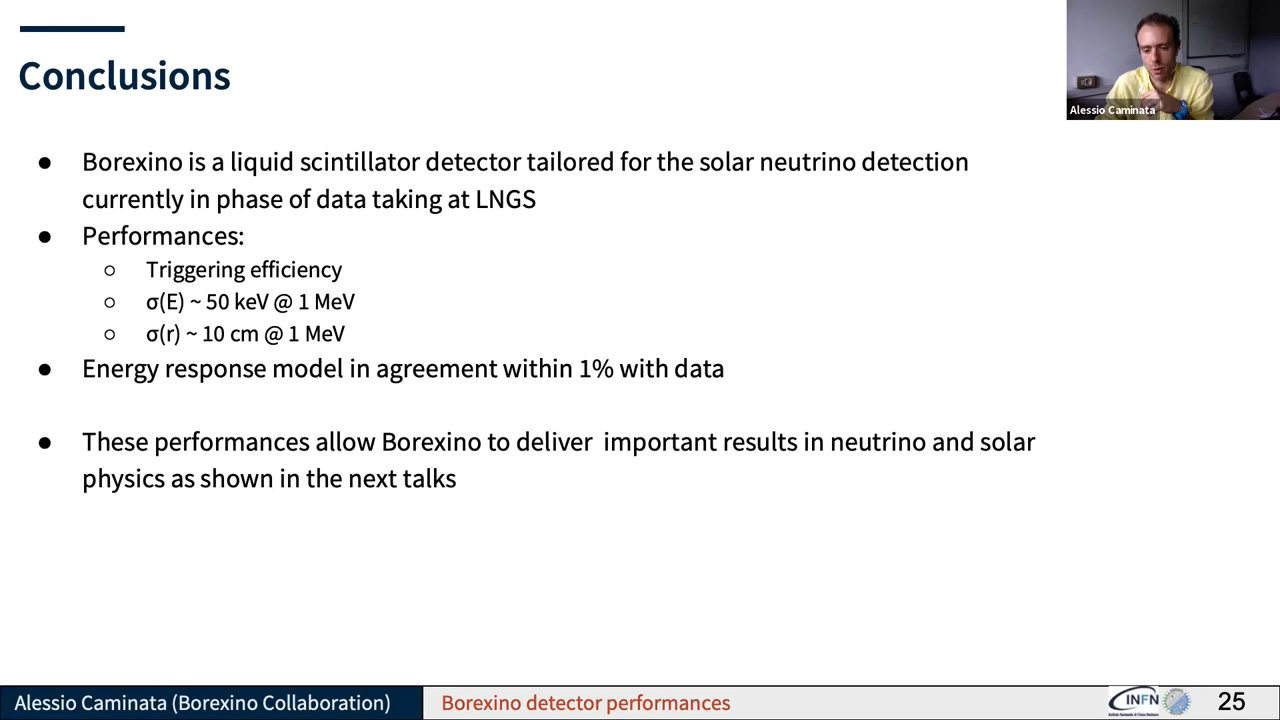 Conclusions
Alessio Caminata
● Borexino is a liquid scintillator detector tailored for the solar neutrino detection
currently in phase of data taking at LNGS
● Performances:
○ Triggering efficiency
○ σ(E) ~ 50 keV @ 1 MeV
○ σ(r) ~ 10 cm @ 1 MeV
● Energy response model in agreement within 1% with data
● These performances allow Borexino to deliver  important results in neutrino and solar
physics as shown in the next talks
Alessio Caminata (Borexino Collaboration)
Borexino detector performances
INFN
25